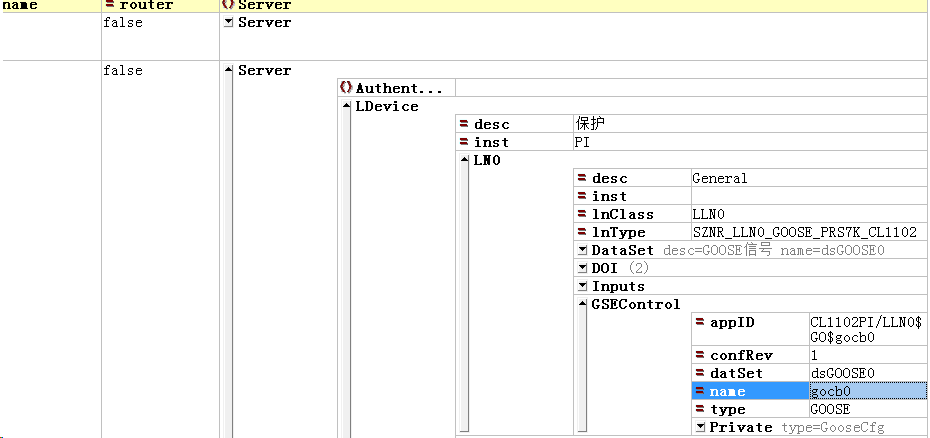 name router Server
false Server
false Server
Authent...
LDevice
desc 保护
inst PI
LN0
desc General
inst
lnClass LLN0
lnType SZNR_LLN0_GOOSE_PRS7K_CL1102
DataSet desc=GOOSE信号 name=dsGOOSE0
DOI (2)
Inputs
GSEControl
appID CL1102PI/LLN0$
GO$gocb0
confRev 1
datSet dsGOOSE0
name gocb0
type GOOSE
Private type=GooseCfg